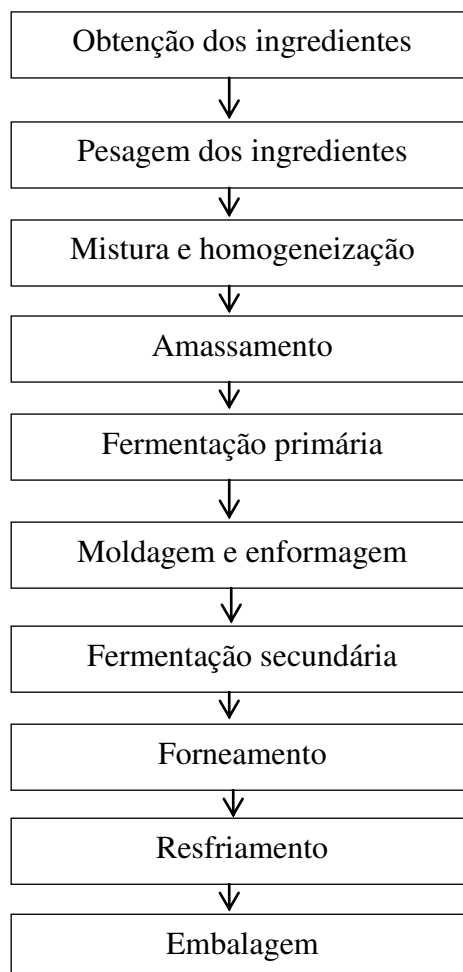 Obtenção dos ingredientes
Pesagem dos ingredientes
Mistura e homogeneização
Amassamento
Fermentação primária
Moldagem e enformagem
Fermentação secundária
Forneamento
Resfriamento
Embalagem